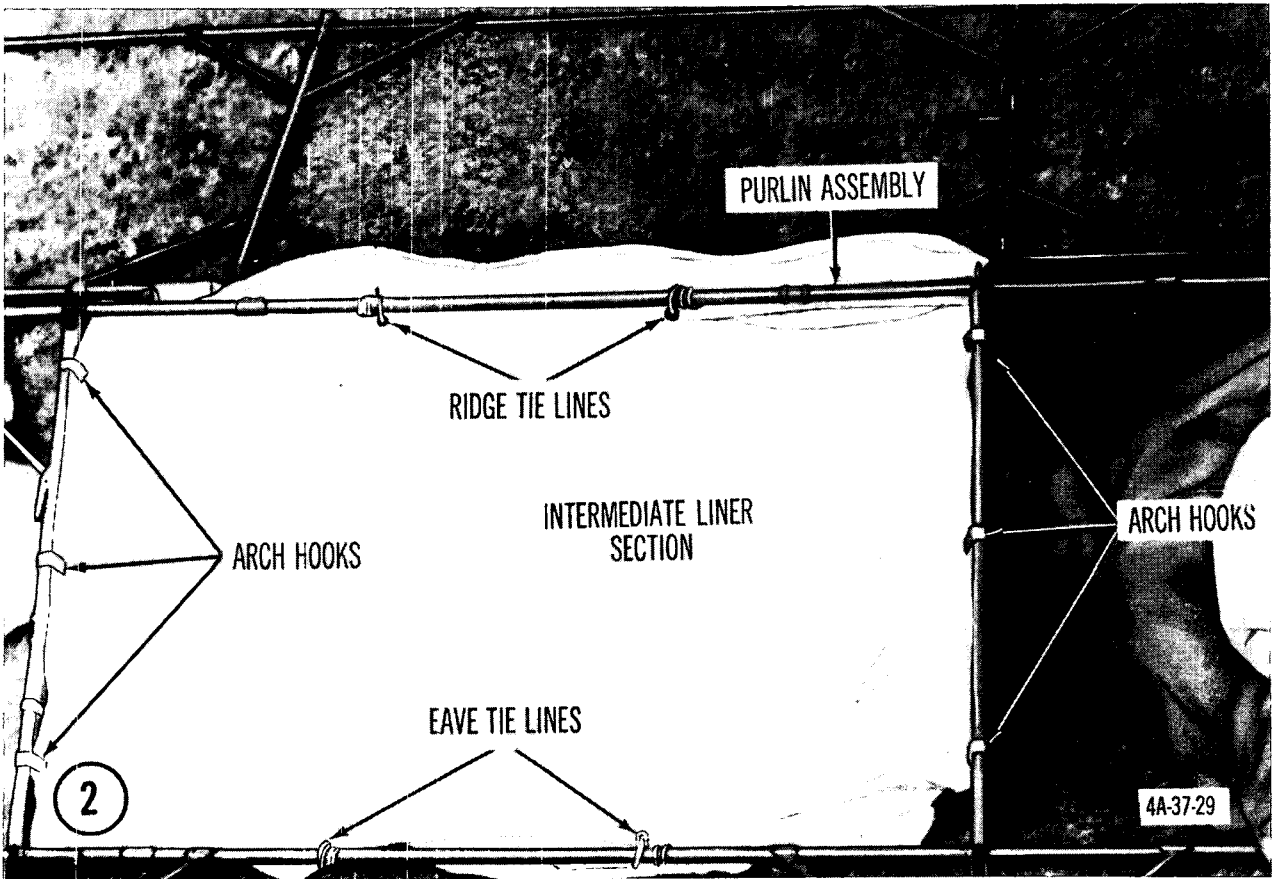 PURLIN ASSEMBLY
RIDGE TIE LINES
INTERMEDIATE LINER
SECTION
ARCH HOOKS
ARCH HOOKS
EAVE TIE LINES
2
4A-37-29